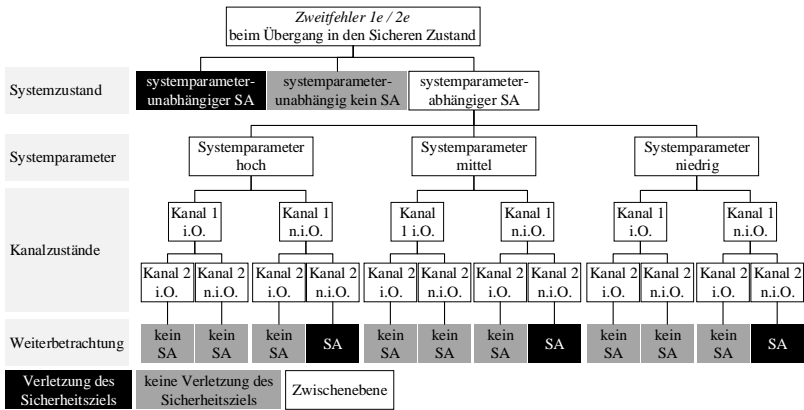 Zweitfehler 1e / 2e
beim Übergang in den Sicheren Zustand
Systemzustand
systemparameter-
unabhängiger SA
systemparameter-
unabhängig kein SA
systemparameter-
abhängiger SA
Systemparameter
Systemparameter
hoch
Systemparameter
mittel
Systemparameter
niedrig
Kanalzustände
Kanal 1
i.O.
Kanal 1
n.i.O.
Kanal
1 i.O.
Kanal 1
n.i.O.
Kanal 1
i.O.
Kanal 1
n.i.O.
Kanal 2
i.O.
Kanal 2
n.i.O.
Kanal 2
i.O.
Kanal 2
n.i.O.
Kanal 2
i.O.
Kanal 2
n.i.O.
Kanal 2
i.O.
Kanal 2
n.i.O.
Kanal 2
i.O.
Kanal 2
n.i.O.
Kanal 2
i.O.
Kanal 2
n.i.O.
Weiterbetrachtung
kein
SA
kein
SA
kein
SA
SA
kein
SA
kein
SA
kein
SA
SA
kein
SA
kein
SA
kein
SA
SA
Verletzung des
Sicherheitsziels
keine Verletzung des
Sicherheitsziels
Zwischenebene